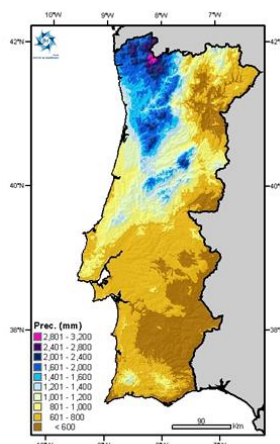 10°W 9°W 8°W 7°W
42°N 42°N
40°N 40°N
38°N 38°N
Prec. (mm)
2,801 - 3,200
2,401 - 2,800
2,001 - 2,400
1,601 - 2,000
1,401 - 1,600
1,201 - 1,400
1,001 - 1,200
801 - 1,000
601 - 800
< 600
90
km